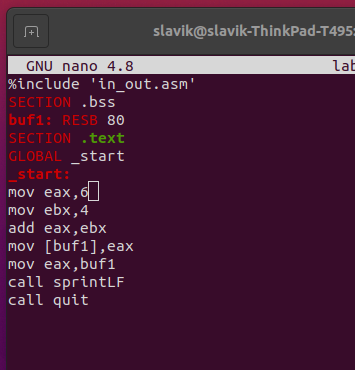 slavik@slavik-ThinkPad-T495:
GNU nano 4.8 lab
%include 'in_out.asm'
SECTION .bss
buf1: RESB 80
SECTION .text
GLOBAL _start
_start:
mov eax,6
mov ebx,4
add eax,ebx
mov [buf1],eax
mov eax,buf1
call sprintLF
call quit